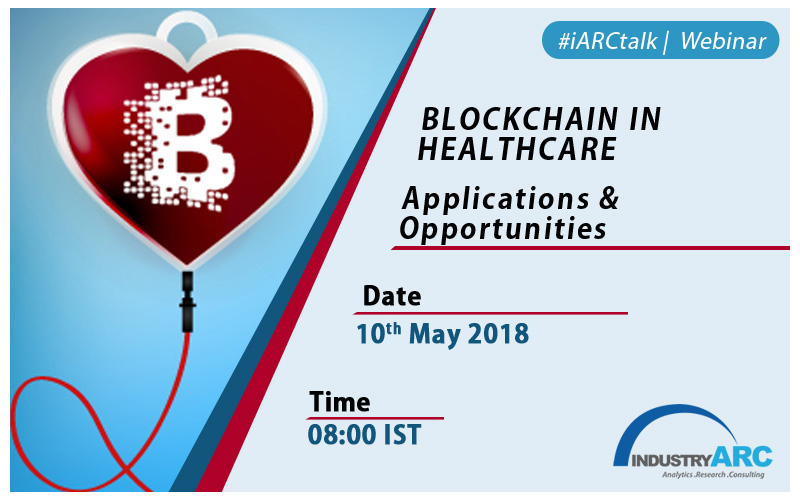 #iARCtalk | Webinar
BLOCKCHAIN IN
HEALTHCARE
Applications &
Opportunities
Date
10th May 2018
Time
08:00 IST
B
INDUSTRYARC
Analytics.Research.Consulting